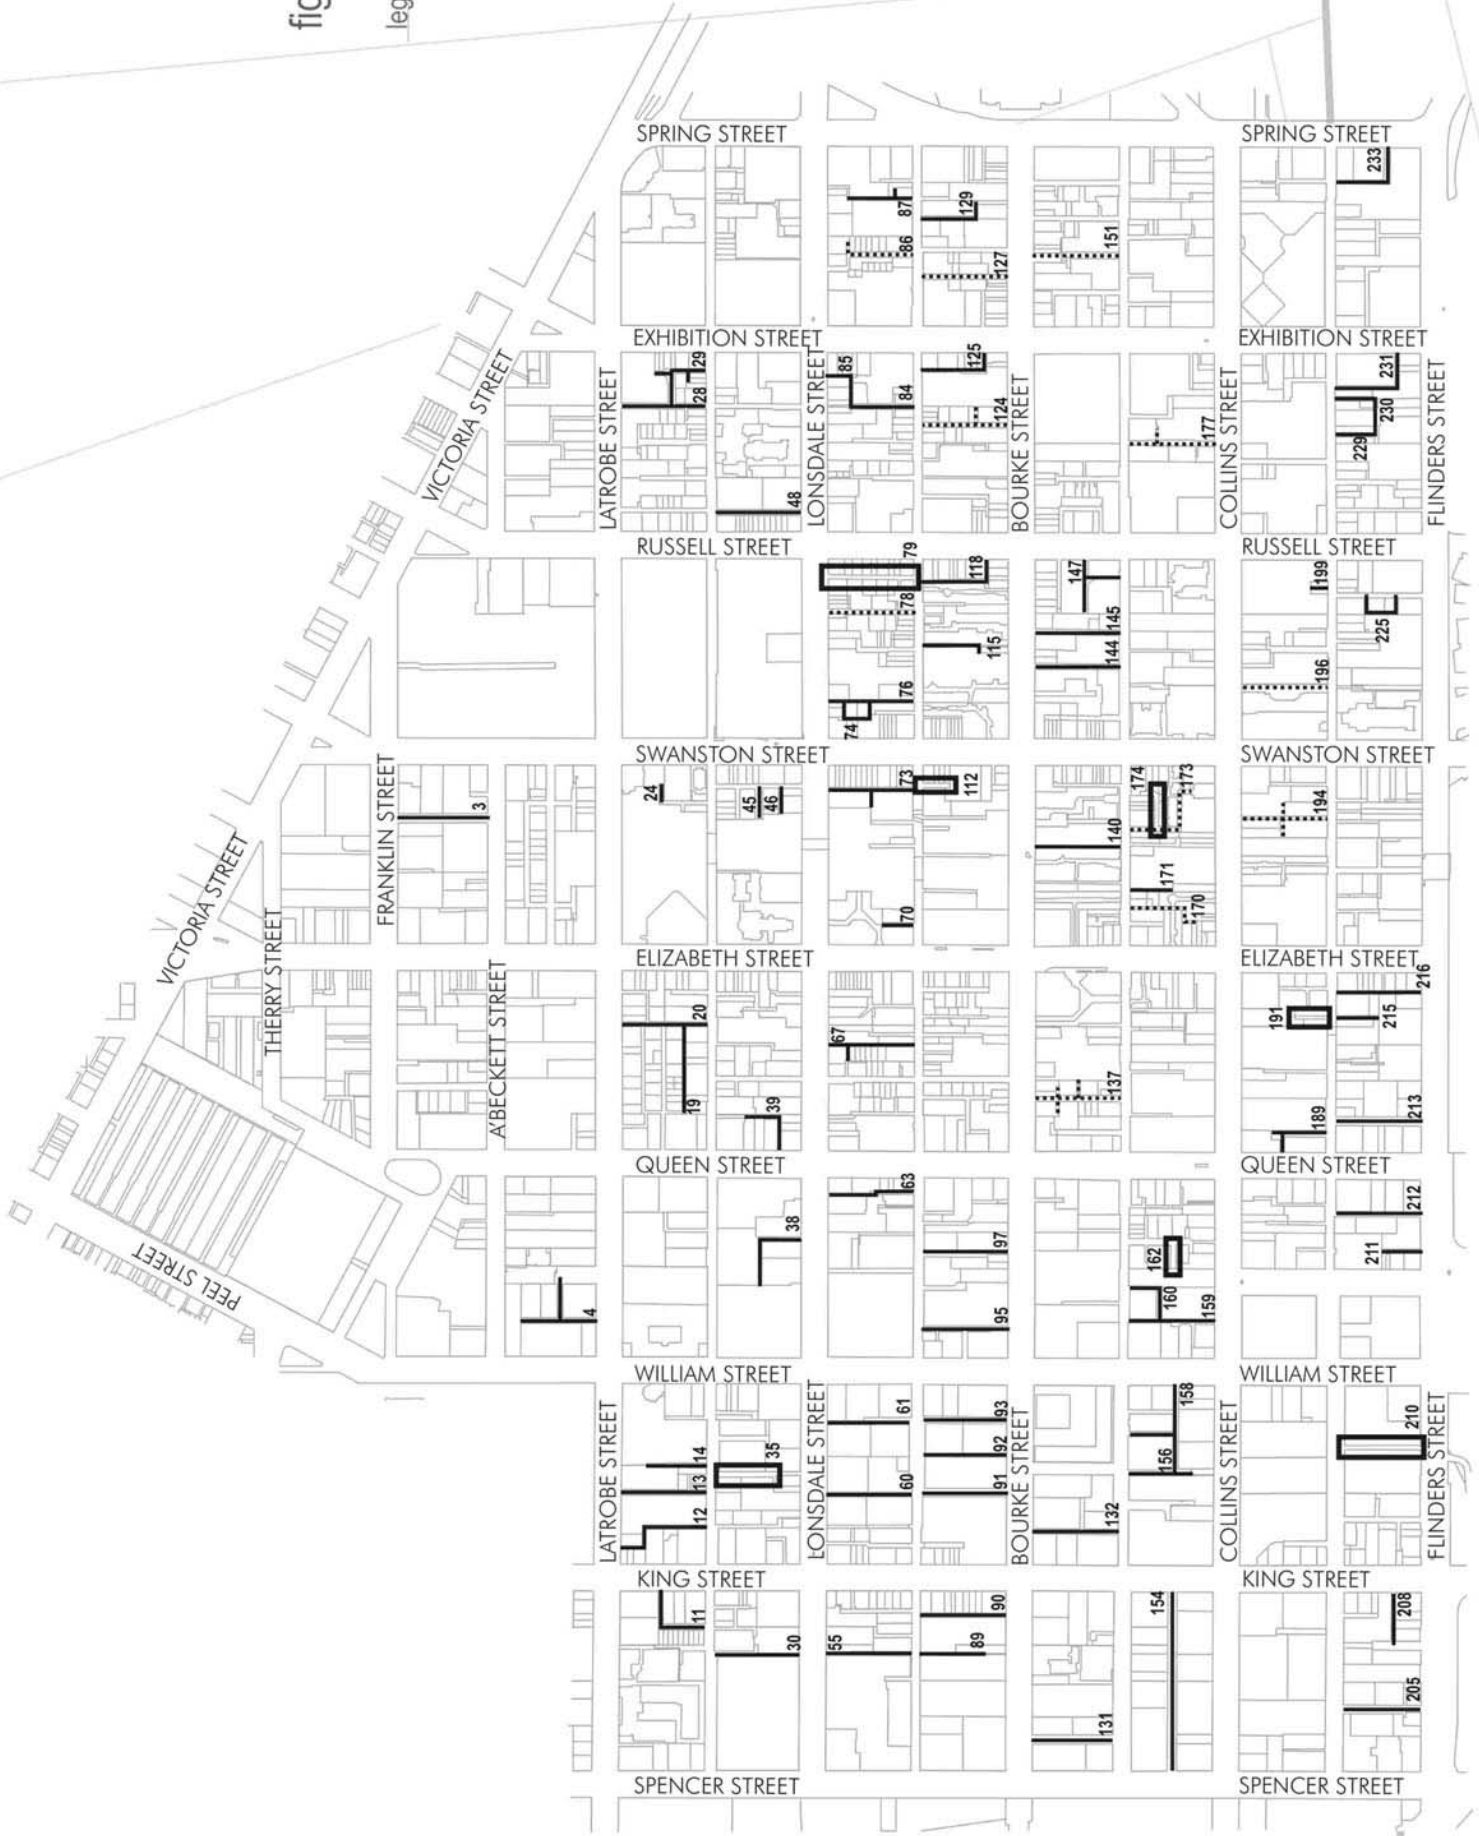 fig
leg
SPRING STREET
SPRING STREET
233
87
129
86
127
151
EXHIBITION STREET
EXHIBITION STREET
VICTORIA STREET
LATROBE STREET
29
28
LONSDALE STREET
85
84
125
124
BOURKE STREET
177
COLLINS STREET
231
230
229
FLINDERS STREET
48
RUSSELL STREET
RUSSELL STREET
79
118
147
199
78
145
225
115
144
196
76
74
SWANSTON STREET
SWANSTON STREET
FRANKLIN STREET
3
24
45
46
73
112
174
173
140
194
171
170
70
VICTORIA STREET
THERRY STREET
ELIZABETH STREET
ELIZABETH STREET
A'BECKETT STREET
20
19
39
67
137
191
216
215
189
213
QUEEN STREET
QUEEN STREET
PEEL STREET
63
38
97
162
212
211
4
95
160
159
WILLIAM STREET
WILLIAM STREET
LATROBE STREET
14
13
12
35
LONSDALE STREET
61
60
93
92
91
BOURKE STREET
158
156
132
COLLINS STREET
210
FLINDERS STREET
KING STREET
KING STREET
11
30
55
90
89
154
208
131
205
SPENCER STREET
SPENCER STREET